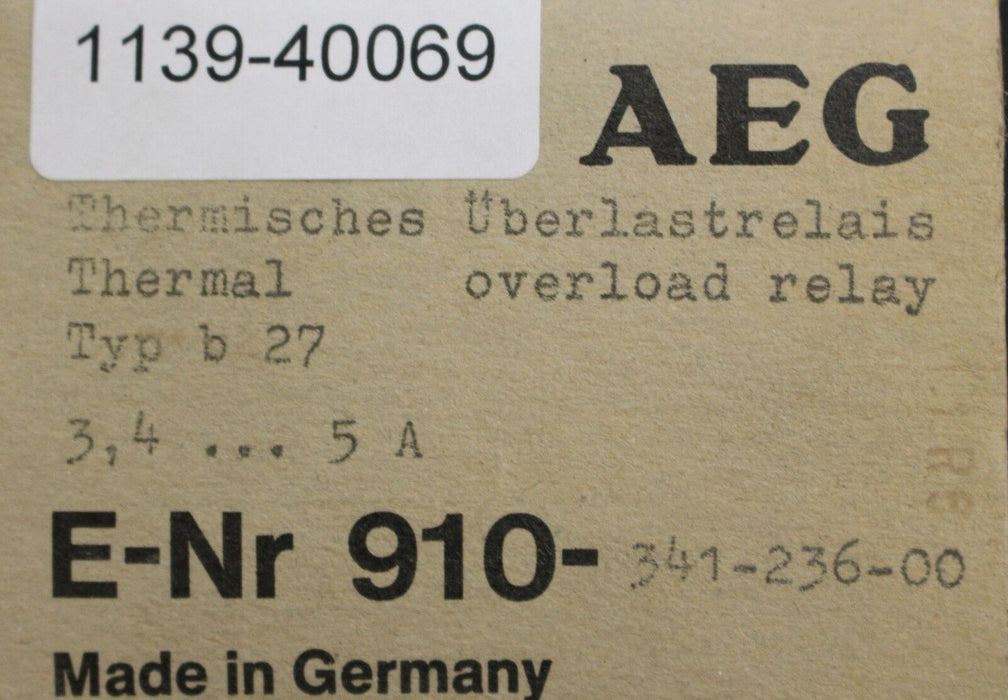 1139-40069
AEG
Thermisches Überlastrelais
Thermal overload relay
Typ b 27
3,4 ... 5 A
E-Nr 910- 341-236-00
Made in Germany